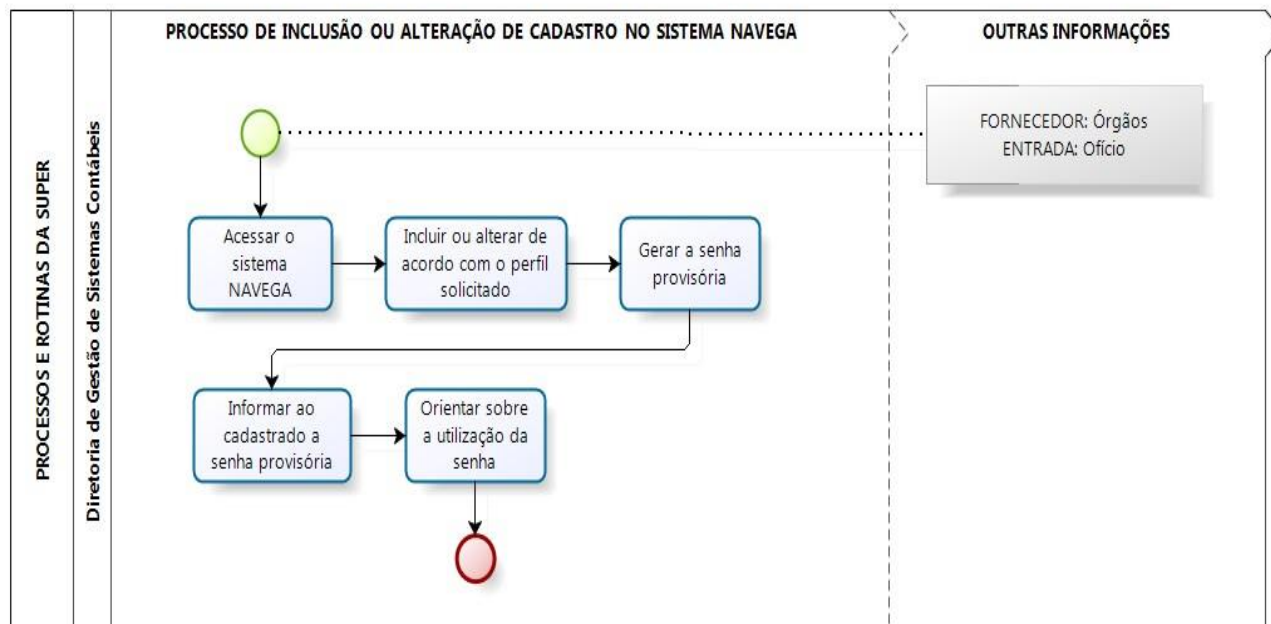 PROCESSO DE INCLUSÃO OU ALTERAÇÃO DE CADASTRO NO SISTEMA NAVEGA
OUTRAS INFORMAÇÕES
PROCESSOS E ROTINAS DA SUPER
Diretoria de Gestão de Sistemas Contábeis
FORNECEDOR: Órgãos
ENTRADA: Ofício
Acessar o
sistema
NAVEGA
Incluir ou alterar de
acordo com o perfil
solicitado
Gerar a senha
provisória
Informar ao
cadastrado a
senha provisória
Orientar sobre
a utilização da
senha